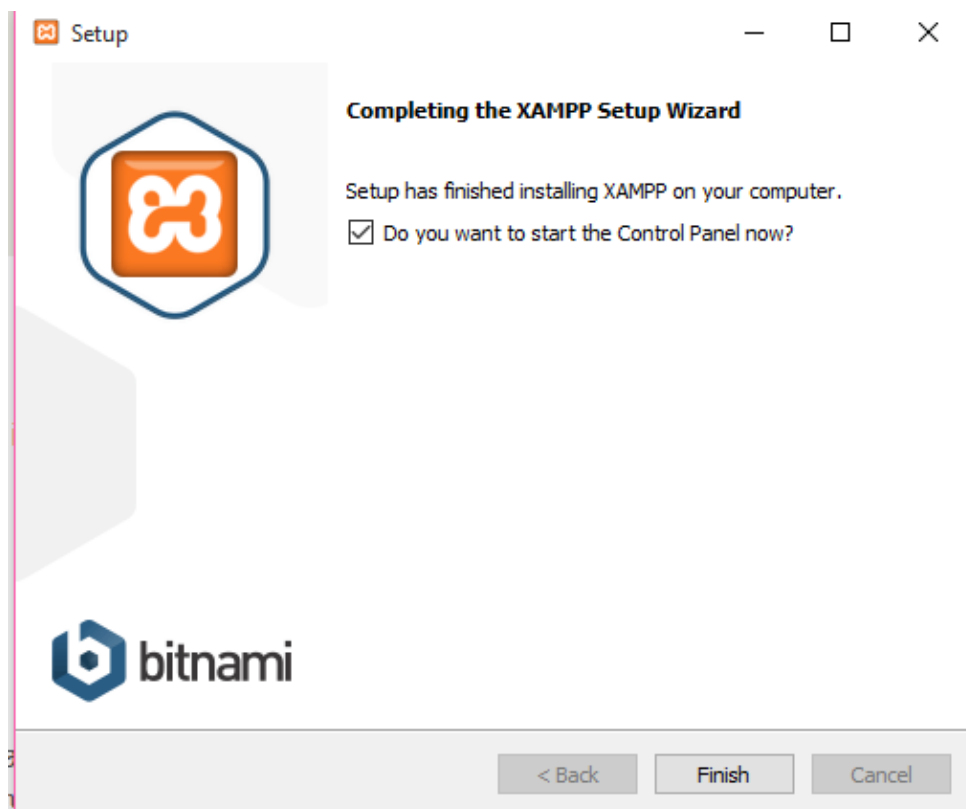 Setup
Completing the XAMPP Setup Wizard
Setup has finished installing XAMPP on your computer.
Do you want to start the Control Panel now?
bitnami
< Back
Finish
Cancel